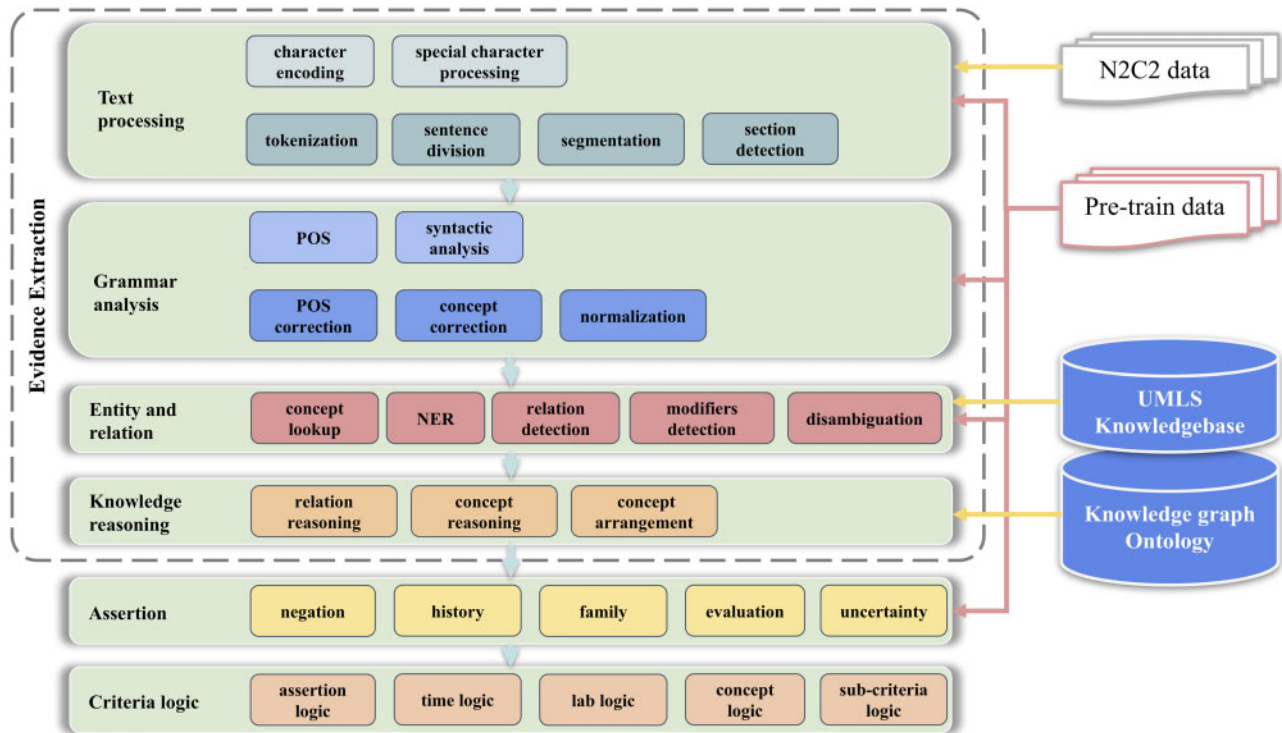 Evidence Extraction
Text
processing
character
encoding
special character
processing
tokenization
sentence
division
segmentation
section
detection
Grammar
analysis
POS
syntactic
analysis
POS
correction
concept
correction
normalization
Entity and
relation
concept
lookup
NER
relation
detection
modifiers
detection
disambiguation
Knowledge
reasoning
relation
reasoning
concept
reasoning
concept
arrangement
Assertion
negation
history
family
evaluation
uncertainty
Criteria logic
assertion
logic
time logic
lab logic
concept
logic
sub-criteria
logic
N2C2 data
Pre-train data
UMLS
Knowledgebase
Knowledge graph
Ontology